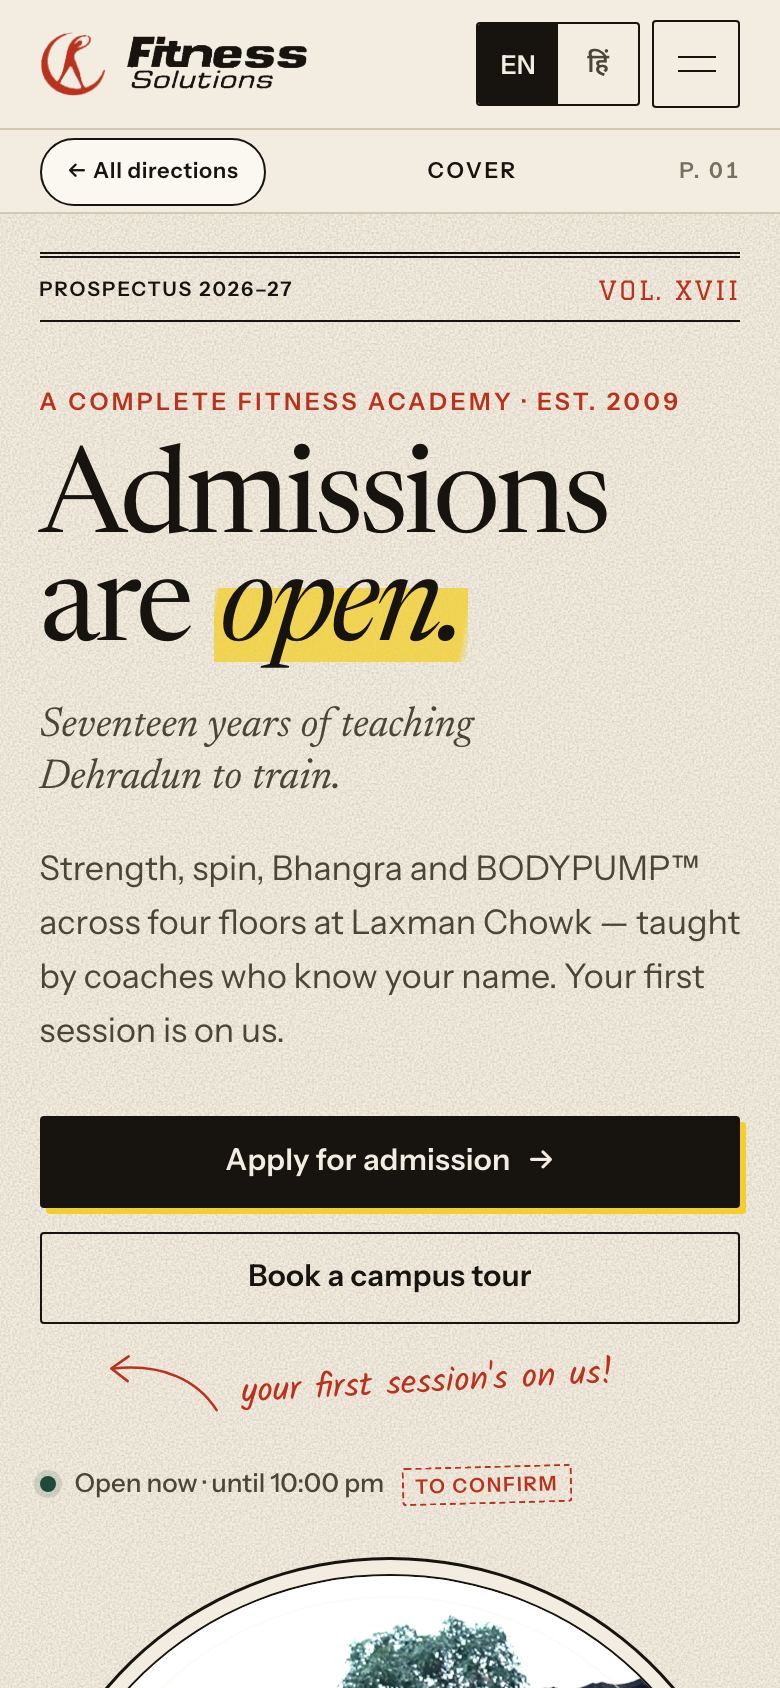 Fitness
Solutions
EN
हिं
← All directions
COVER
P. 01
PROSPECTUS 2026–27
VOL. XVII
A COMPLETE FITNESS ACADEMY · EST. 2009
Admissions
are open.
Seventeen years of teaching
Dehradun to train.
Strength, spin, Bhangra and BODYPUMP™
across four floors at Laxman Chowk — taught
by coaches who know your name. Your first
session is on us.
Apply for admission →
Book a campus tour
your first session's on us!
Open now · until 10:00 pm
TO CONFIRM